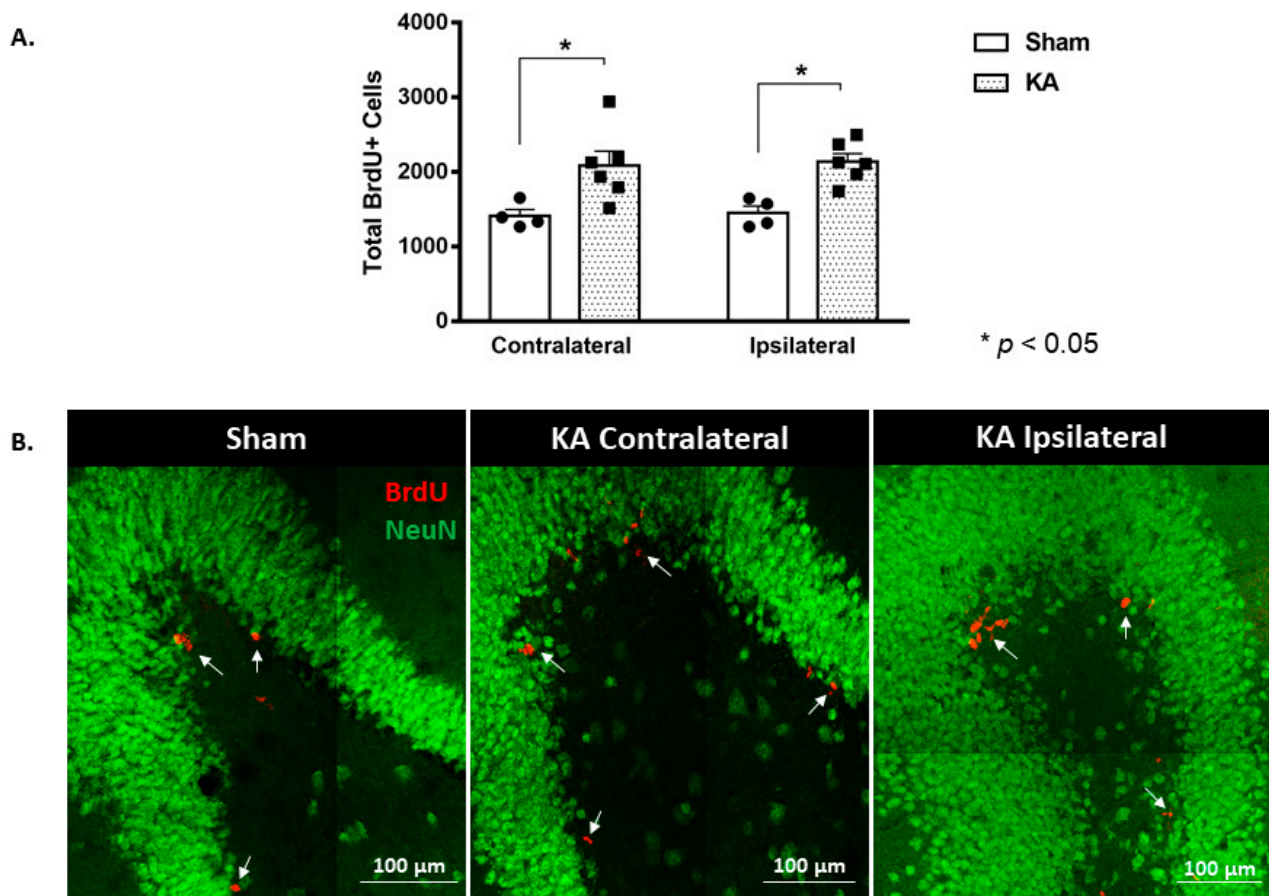 A.
4000
3000
2000
1000
0
Total BrdU+ Cells
*
*
Contralateral
Ipsilateral
Sham
KA
* p < 0.05
B.
Sham
KA Contralateral
KA Ipsilateral
BrdU
NeuN
100 µm
100 µm
100 µm